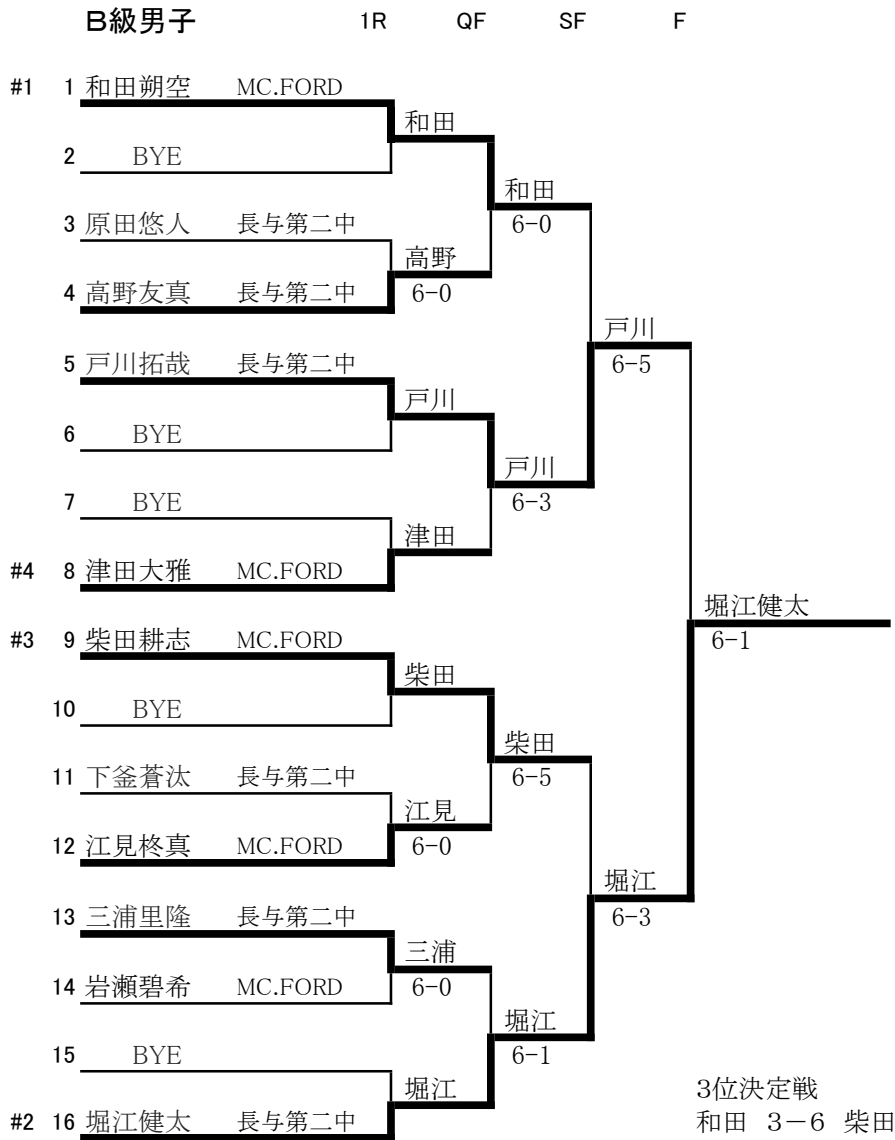 B級男子 1R QF SF F
#1 1 和田朔空 MC.FORD
和田
2 BYE
和田
6-0
3 原田悠人 長与第二中
高野
6-0
4 高野友真 長与第二中
戸川
6-5
5 戸川拓哉 長与第二中
戸川
6 BYE
戸川
6-3
7 BYE
津田
#4 8 津田大雅 MC.FORD
堀江健太
6-1
#3 9 柴田耕志 MC.FORD
柴田
10 BYE
柴田
6-5
11 下釜蒼汰 長与第二中
江見
6-0
12 江見柊真 MC.FORD
堀江
6-3
13 三浦里隆 長与第二中
三浦
6-0
14 岩瀬碧希 MC.FORD
堀江
6-1
15 BYE
堀江
#2 16 堀江健太 長与第二中
3位決定戦
和田 3-6 柴田